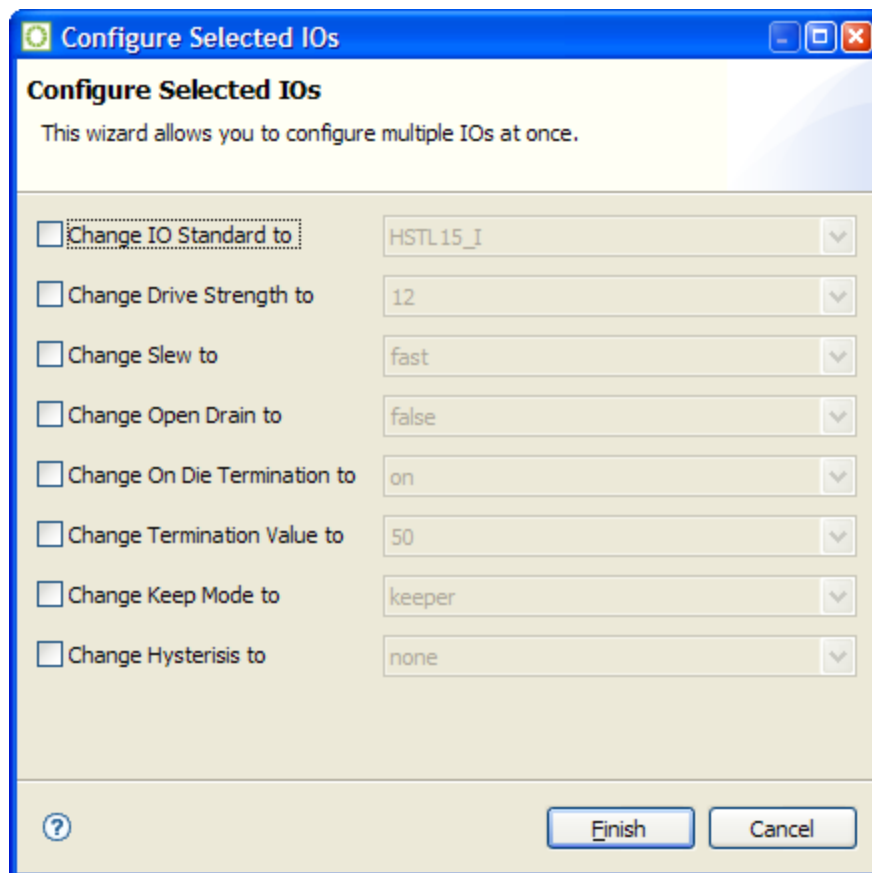 Configure Selected IOs
Configure Selected IOs
This wizard allows you to configure multiple IOs at once.
Change IO Standard to HSTL15_I
Change Drive Strength to 12
Change Slew to fast
Change Open Drain to false
Change On Die Termination to on
Change Termination Value to 50
Change Keep Mode to keeper
Change Hysterisis to none
? Finish Cancel